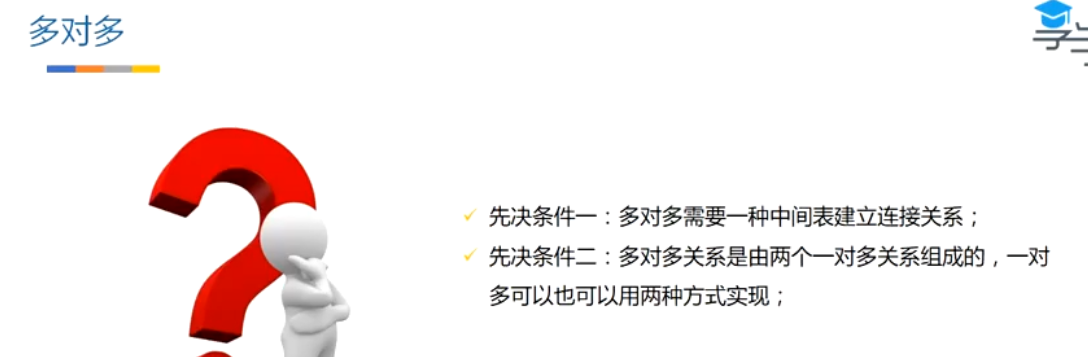 多对多
先决条件一：多对多需要一种中间表建立连接关系；
先决条件二：多对多关系是由两个一对多关系组成的，一对
多可以也可以用两种方式实现；